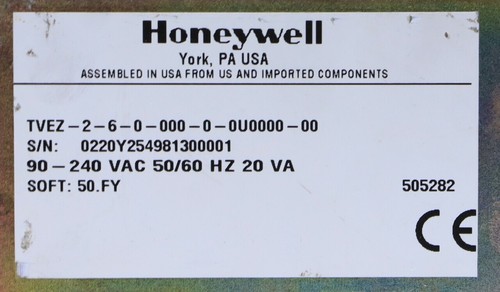 Honeywell
York, PA USA
ASSEMBLED IN USA FROM US AND IMPORTED COMPONENTS
TVEZ-2-6-0-000-0-0U0000-00
S/N: 0220Y254981300001
90-240 VAC 50/60 HZ 20 VA
SOFT: 50.FY 505282
CE